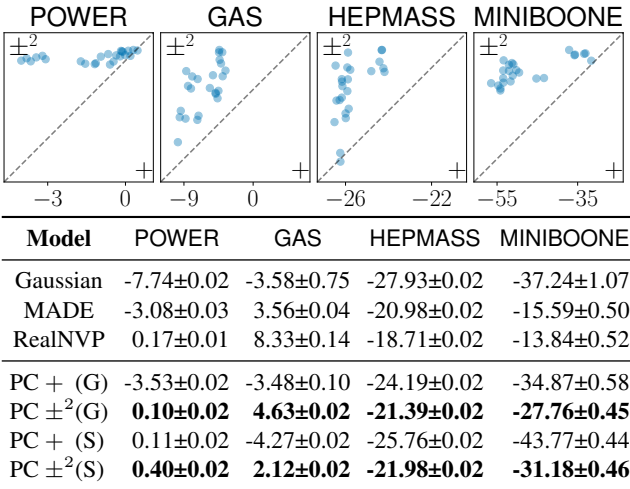 POWER GAS HEPMASS MINIBOONE
±² ±² ±² ±²
+ + + +
−3 0 −9 0 −26 −22 −55 −35
Model POWER GAS HEPMASS MINIBOONE
Gaussian -7.74±0.02 -3.58±0.75 -27.93±0.02 -37.24±1.07
MADE -3.08±0.03 3.56±0.04 -20.98±0.02 -15.59±0.50
RealNVP 0.17±0.01 8.33±0.14 -18.71±0.02 -13.84±0.52
PC + (G) -3.53±0.02 -3.48±0.10 -24.19±0.02 -34.87±0.58
PC ±²(G) 0.10±0.02 4.63±0.02 -21.39±0.02 -27.76±0.45
PC + (S) 0.11±0.02 -4.27±0.02 -25.76±0.02 -43.77±0.44
PC ±²(S) 0.40±0.02 2.12±0.02 -21.98±0.02 -31.18±0.46